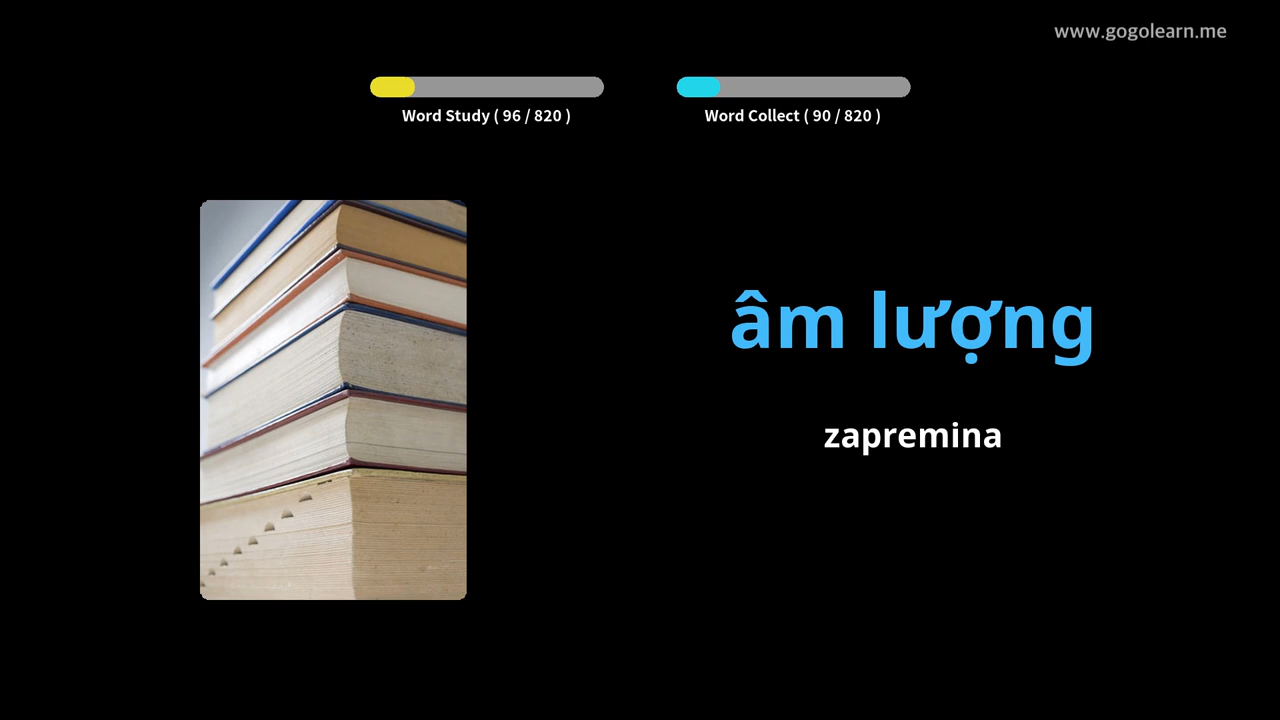 www.gogolearn.me
Word Study ( 96 / 820 )
Word Collect ( 90 / 820 )
âm lượng
zapremina